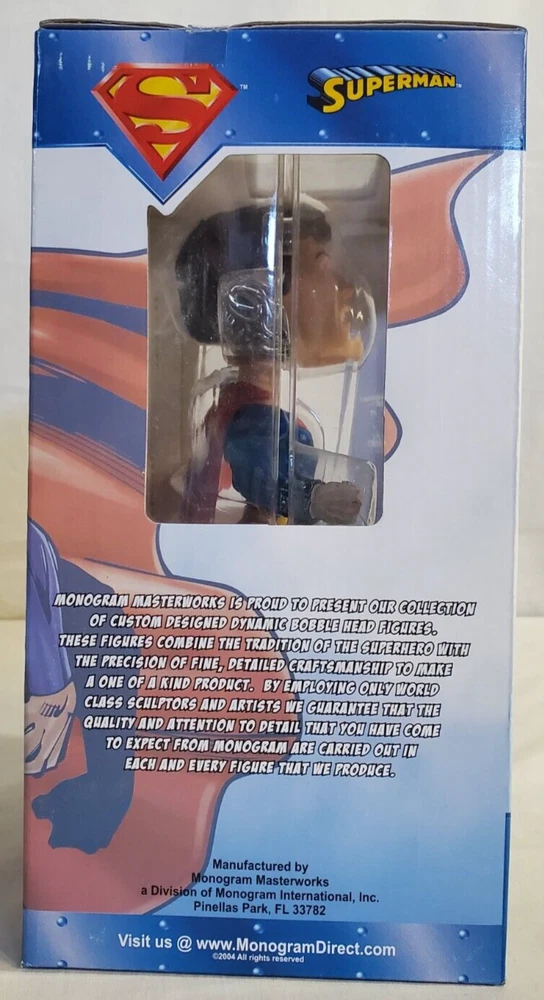 S
TM
SUPERMAN
MONOGRAM MASTERWORKS IS PROUD TO PRESENT OUR COLLECTION
OF CUSTOM DESIGNED DYNAMIC BOBBLE HEAD FIGURES.
THESE FIGURES COMBINE THE TRADITION OF THE SUPERHERO WITH
THE PRECISION OF FINE, DETAILED CRAFTSMANSHIP TO MAKE
A ONE OF A KIND PRODUCT. BY EMPLOYING ONLY WORLD
CLASS SCULPTORS AND ARTISTS WE GUARANTEE THAT THE
QUALITY AND ATTENTION TO DETAIL THAT YOU HAVE COME
TO EXPECT FROM MONOGRAM ARE CARRIED OUT IN
EACH AND EVERY FIGURE THAT WE PRODUCE.
Manufactured by
Monogram Masterworks
a Division of Monogram International, Inc.
Pinellas Park, FL 33782
Visit us @ www.MonogramDirect.com
©2004 All rights reserved